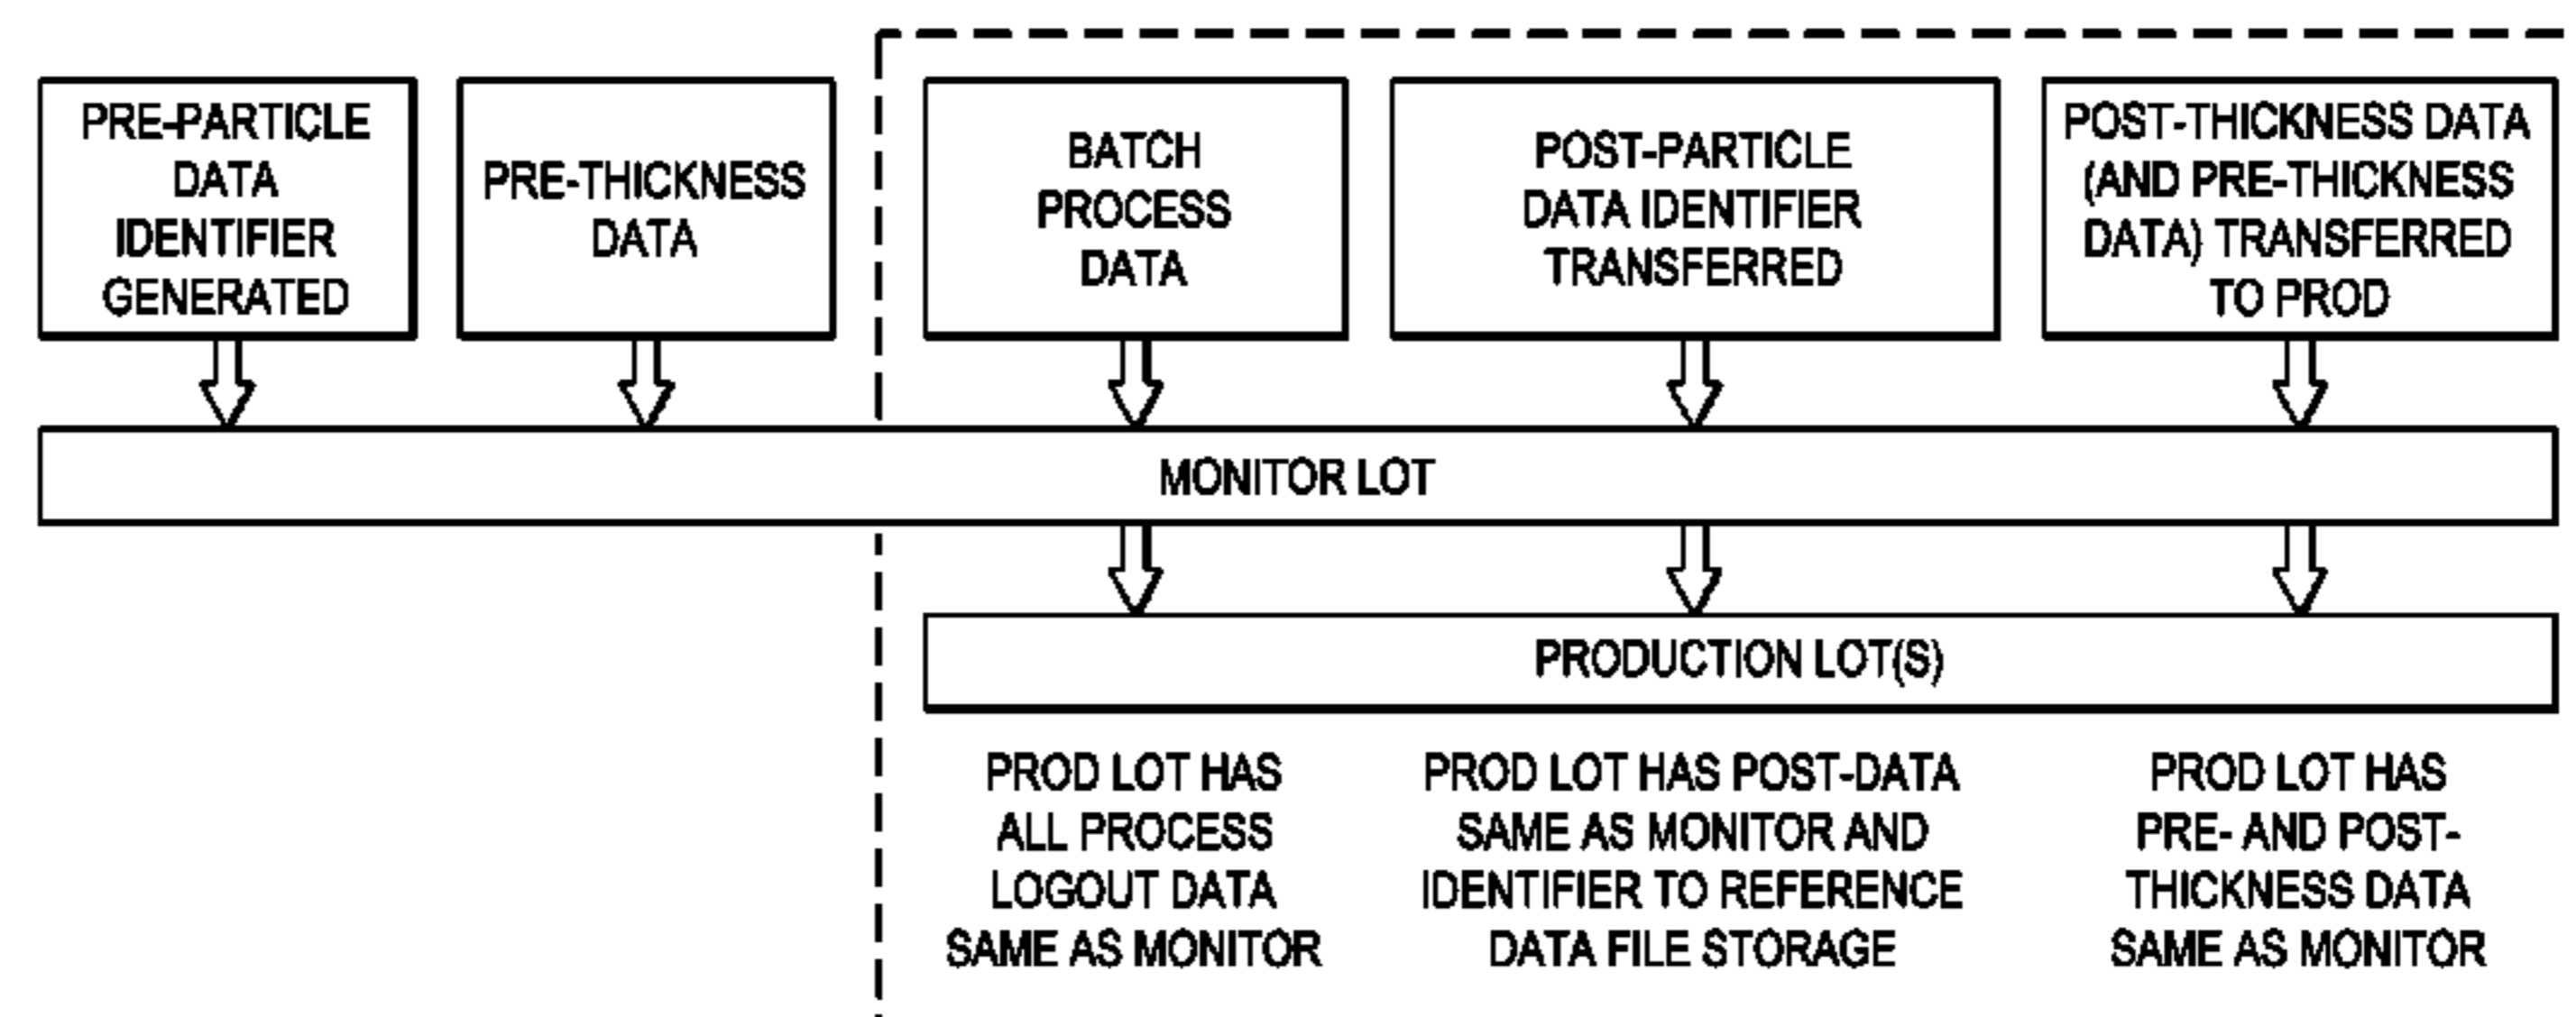 PRE-PARTICLE
DATA
IDENTIFIER
GENERATED
PRE-THICKNESS
DATA
BATCH
PROCESS
DATA
POST-PARTICLE
DATA IDENTIFIER
TRANSFERRED
POST-THICKNESS DATA
(AND PRE-THICKNESS
DATA) TRANSFERRED
TO PROD
MONITOR LOT
PRODUCTION LOT(S)
PROD LOT HAS
ALL PROCESS
LOGOUT DATA
SAME AS MONITOR
PROD LOT HAS POST-DATA
SAME AS MONITOR AND
IDENTIFIER TO REFERENCE
DATA FILE STORAGE
PROD LOT HAS
PRE- AND POST-
THICKNESS DATA
SAME AS MONITOR